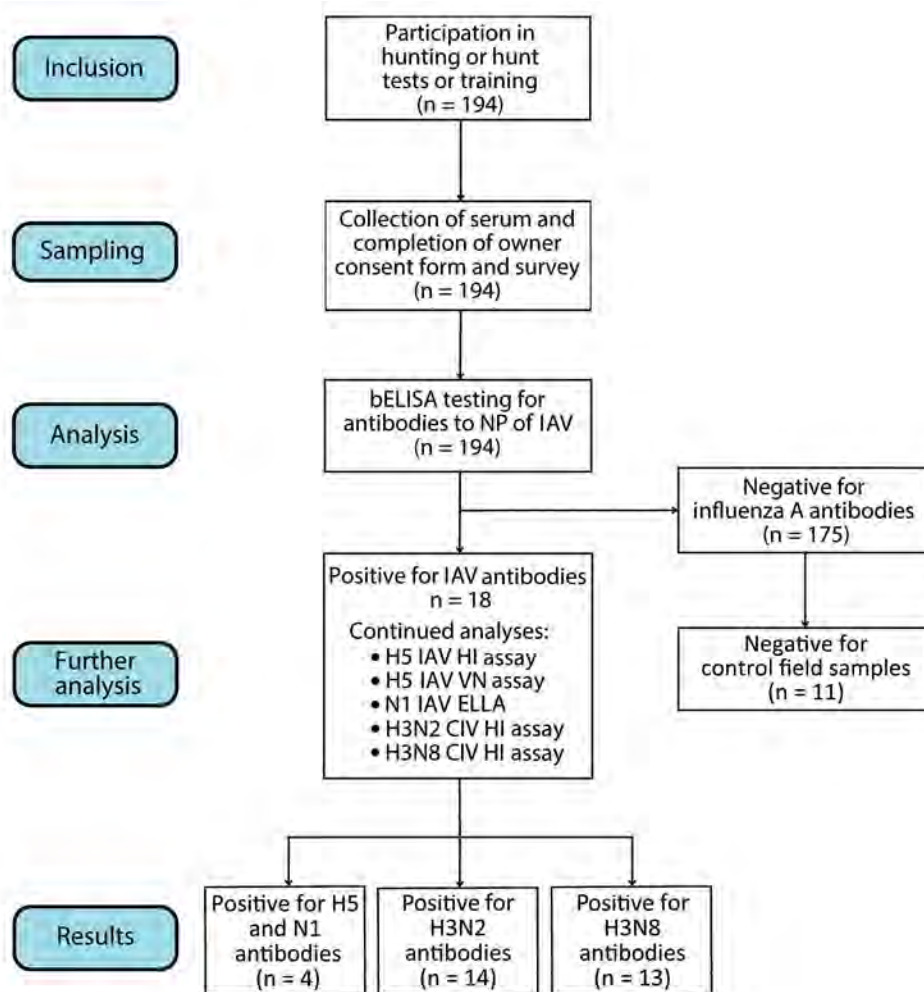 Inclusion
Participation in
hunting or hunt
tests or training
(n = 194)
Sampling
Collection of serum and
completion of owner
consent form and survey
(n = 194)
Analysis
bELISA testing for
antibodies to NP of IAV
(n = 194)
Negative for
influenza A antibodies
(n = 175)
Further
analysis
Positive for IAV antibodies
n = 18
Continued analyses:
• H5 IAV HI assay
• H5 IAV VN assay
• N1 IAV ELLA
• H3N2 CIV HI assay
• H3N8 CIV HI assay
Negative for
control field samples
(n = 11)
Results
Positive for H5
and N1
antibodies
(n = 4)
Positive for
H3N2
antibodies
(n = 14)
Positive for
H3N8
antibodies
(n = 13)